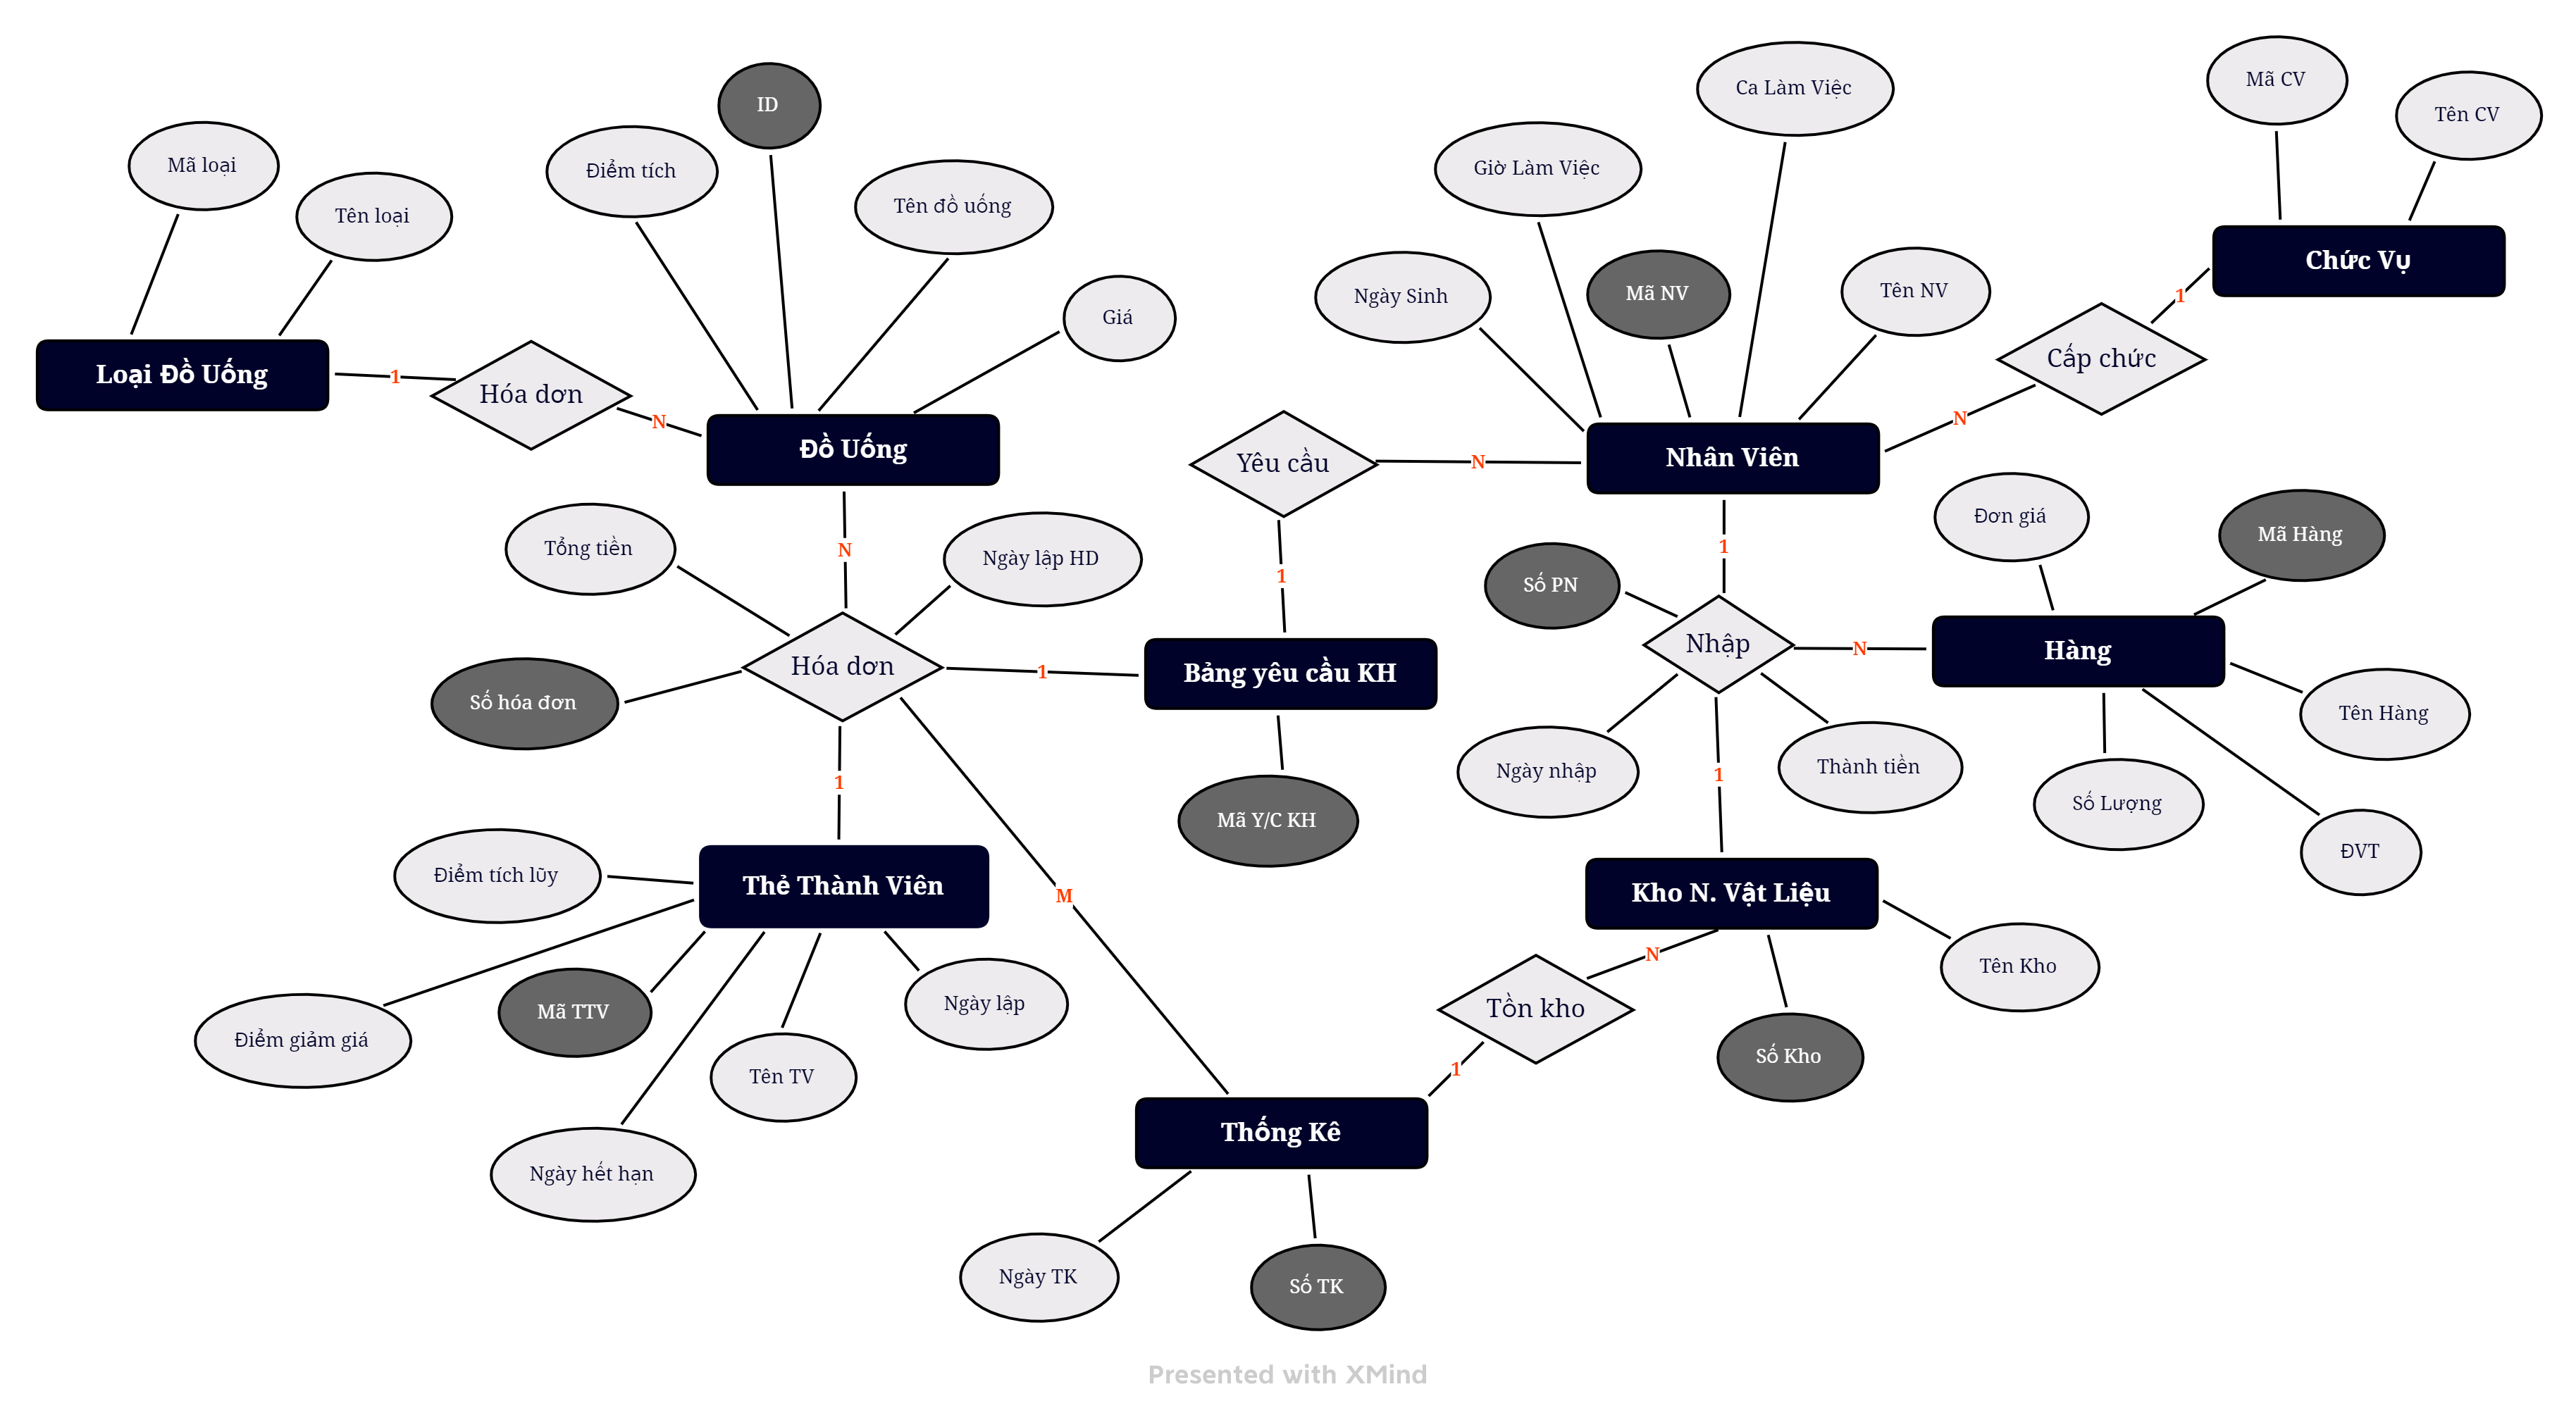 Mã CV
Ca Làm Việc
ID
Tên CV
Mã loại
Giờ Làm Việc
Điểm tích
Tên đồ uống
Tên loại
Chức Vụ
Tên NV
Mã NV
Ngày Sinh
Giá
1
Cấp chức
Loại Đồ Uống
1
Hóa dơn
N
N
Đồ Uống
Nhân Viên
Yêu cầu
N
Đơn giá
Mã Hàng
Tổng tiền
N
Ngày lập HD
1
1
Số PN
Nhập
N
Hàng
Hóa dơn
1
Bảng yêu cầu KH
Số hóa đơn
Tên Hàng
Ngày nhập
Thành tiền
1
1
Số Lượng
Mã Y/C KH
ĐVT
Điểm tích lũy
Thẻ Thành Viên
M
Kho N. Vật Liệu
N
Tên Kho
Ngày lập
Mã TTV
Tồn kho
Điểm giảm giá
Số Kho
1
Tên TV
Thống Kê
Ngày hết hạn
Ngày TK
Số TK
Presented with XMind